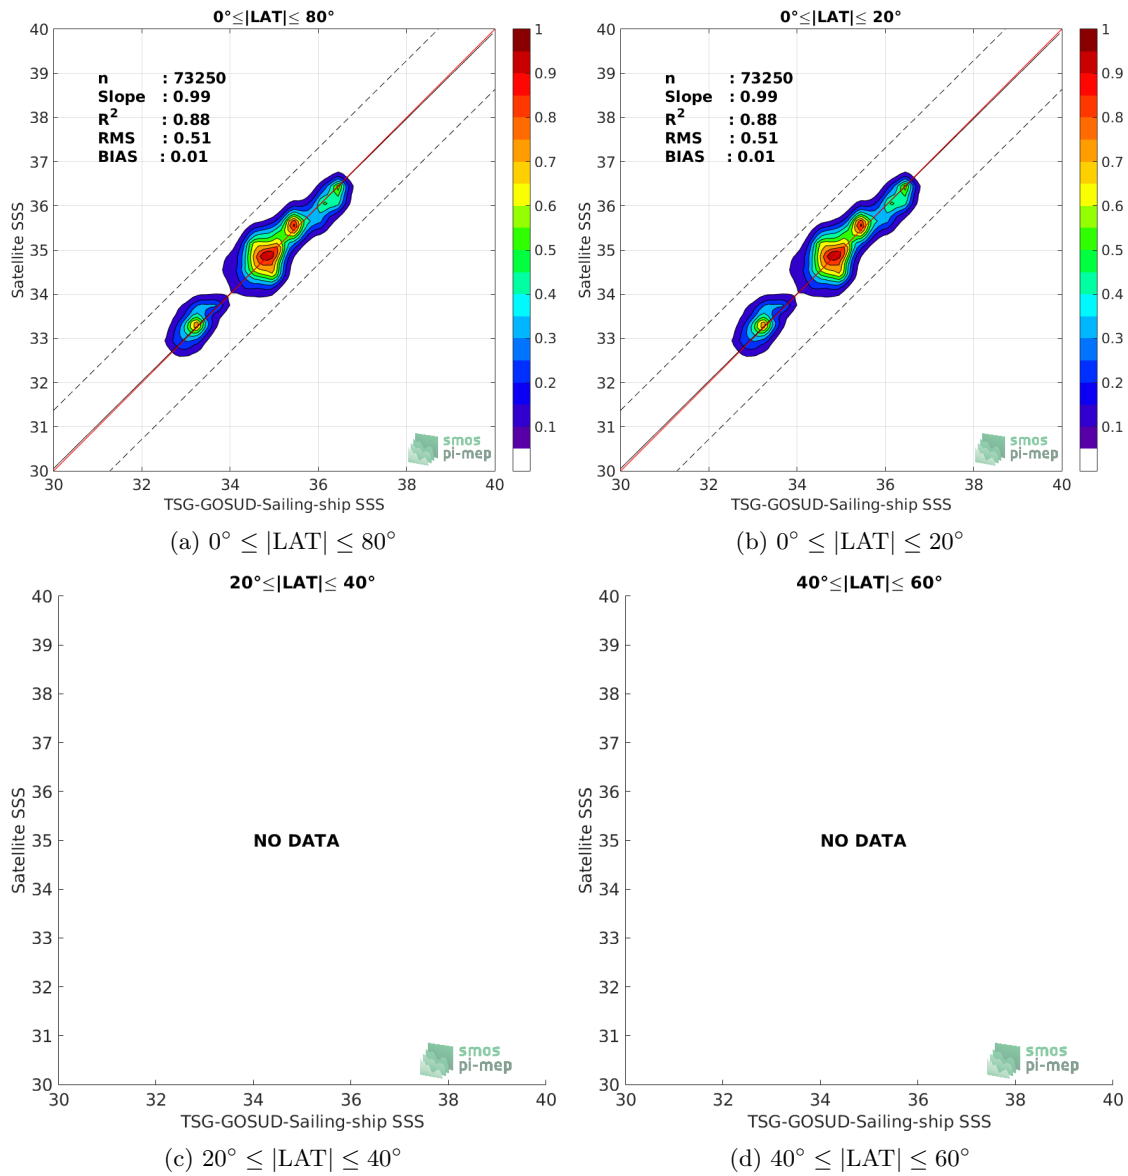 0°≤|LAT|≤ 80°
40
39
38
37
36
35
34
33
32
31
30
Satellite SSS
n : 73250
Slope : 0.99
R2 : 0.88
RMS : 0.51
BIAS : 0.01
smos
pi-mep
30 32 34 36 38 40
TSG-GOSUD-Sailing-ship SSS
1
0.9
0.8
0.7
0.6
0.5
0.4
0.3
0.2
0.1
(a) 0° ≤ |LAT| ≤ 80°
0°≤|LAT|≤ 20°
40
39
38
37
36
35
34
33
32
31
30
Satellite SSS
n : 73250
Slope : 0.99
R2 : 0.88
RMS : 0.51
BIAS : 0.01
smos
pi-mep
30 32 34 36 38 40
TSG-GOSUD-Sailing-ship SSS
1
0.9
0.8
0.7
0.6
0.5
0.4
0.3
0.2
0.1
(b) 0° ≤ |LAT| ≤ 20°
20°≤|LAT|≤ 40°
40
39
38
37
36
35
34
33
32
31
30
Satellite SSS
NO DATA
smos
pi-mep
30 32 34 36 38 40
TSG-GOSUD-Sailing-ship SSS
(c) 20° ≤ |LAT| ≤ 40°
40°≤|LAT|≤ 60°
40
39
38
37
36
35
34
33
32
31
30
Satellite SSS
NO DATA
smos
pi-mep
30 32 34 36 38 40
TSG-GOSUD-Sailing-ship SSS
(d) 40° ≤ |LAT| ≤ 60°